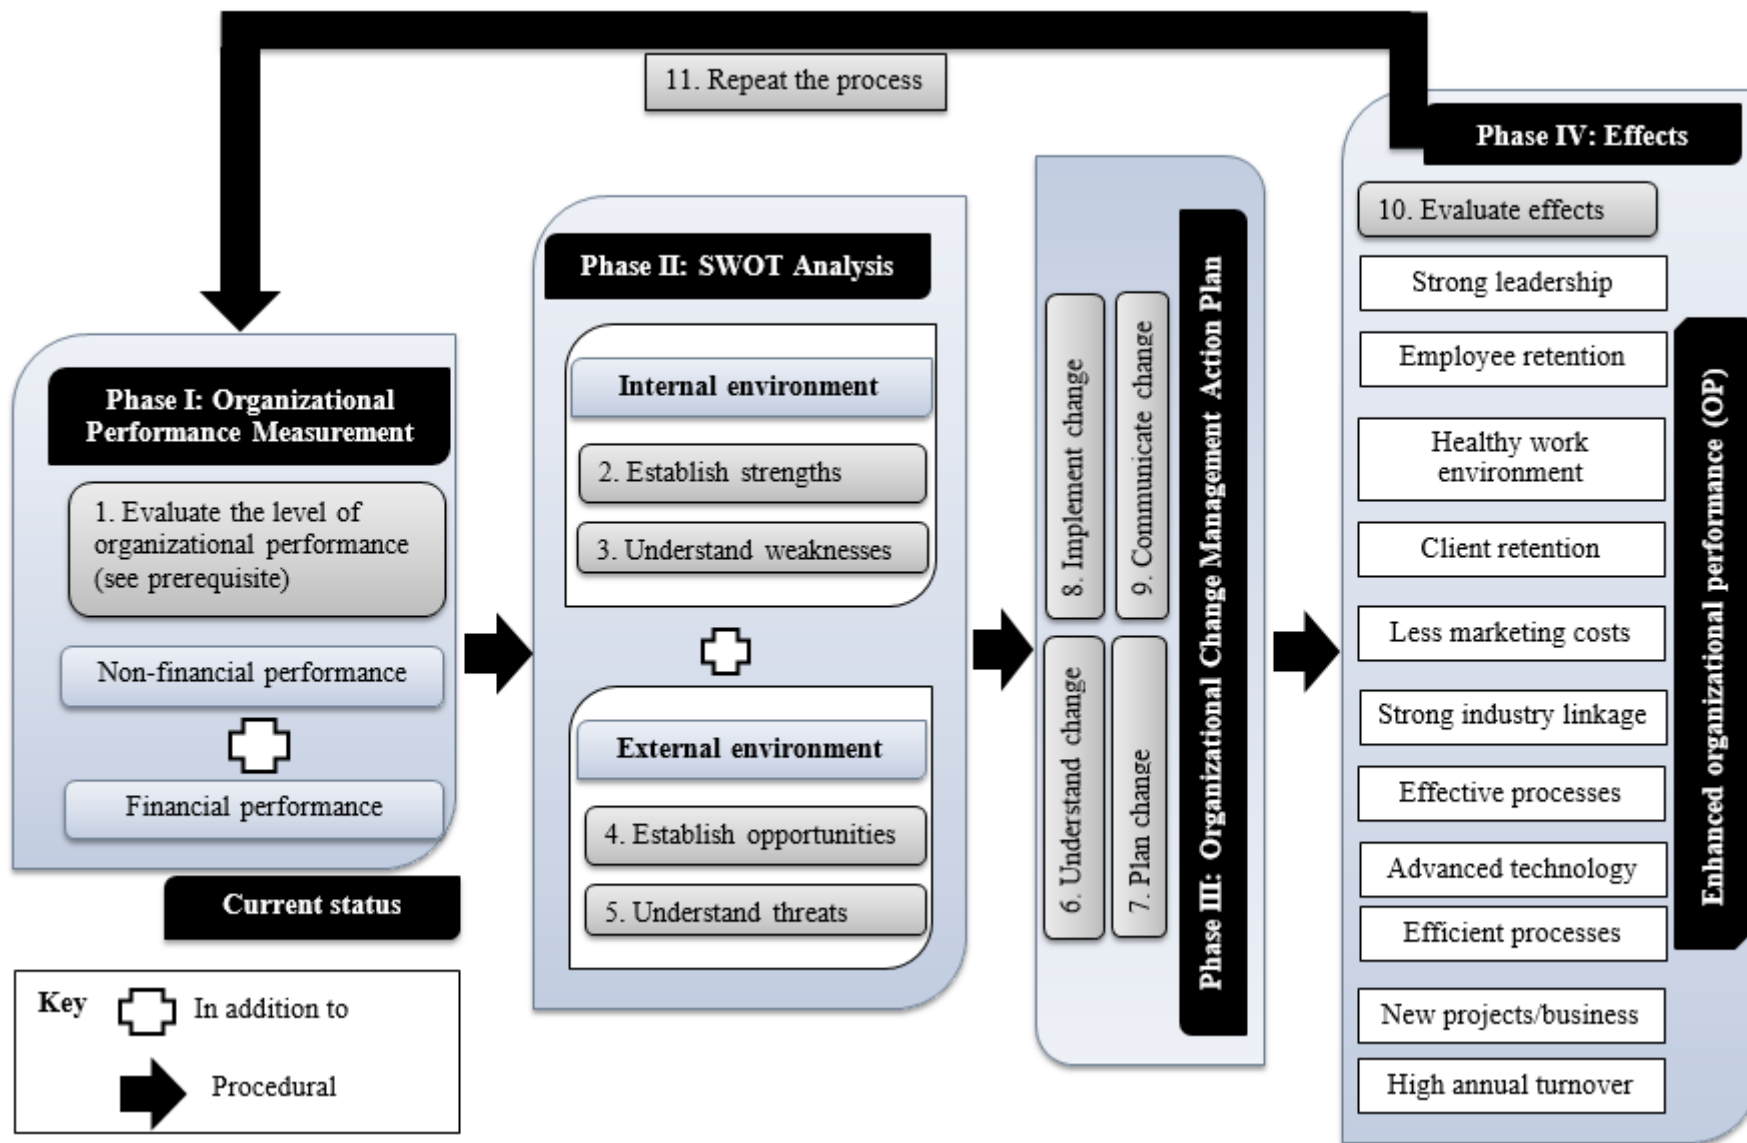 11. Repeat the process
Phase I: Organizational
Performance Measurement
1. Evaluate the level of
organizational performance
(see prerequisite)
Non-financial performance
Financial performance
Current status
Key
In addition to
Procedural
Phase II: SWOT Analysis
Internal environment
2. Establish strengths
3. Understand weaknesses
External environment
4. Establish opportunities
5. Understand threats
6. Understand change
7. Plan change
8. Implement change
9. Communicate change
Phase III: Organizational Change Management Action Plan
Phase IV: Effects
10. Evaluate effects
Strong leadership
Employee retention
Healthy work
environment
Client retention
Less marketing costs
Strong industry linkage
Effective processes
Advanced technology
Efficient processes
New projects/business
High annual turnover
Enhanced organizational performance (OP)